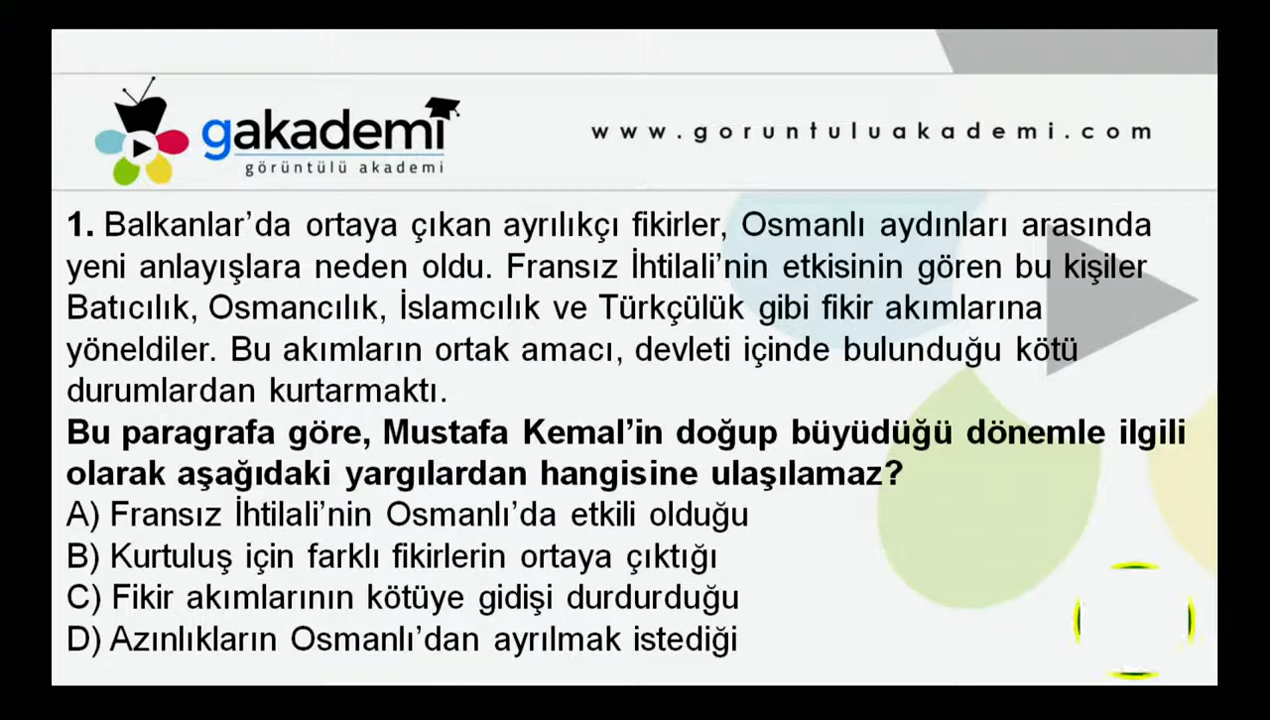 gakademi
görüntülü akademi
www.goruntuluakademi.com
1. Balkanlar’da ortaya çıkan ayrılıkçı fikirler, Osmanlı aydınları arasında
yeni anlayışlara neden oldu. Fransız İhtilali’nin etkisinin gören bu kişiler
Batıcılık, Osmancılık, İslamcılık ve Türkçülük gibi fikir akımlarına
yöneldiler. Bu akımların ortak amacı, devleti içinde bulunduğu kötü
durumlardan kurtarmaktı.
Bu paragrafa göre, Mustafa Kemal’in doğup büyüdüğü dönemle ilgili
olarak aşağıdaki yargılardan hangisine ulaşılamaz?
A) Fransız İhtilali’nin Osmanlı’da etkili olduğu
B) Kurtuluş için farklı fikirlerin ortaya çıktığı
C) Fikir akımlarının kötüye gidişi durdurduğu
D) Azınlıkların Osmanlı’dan ayrılmak istediği